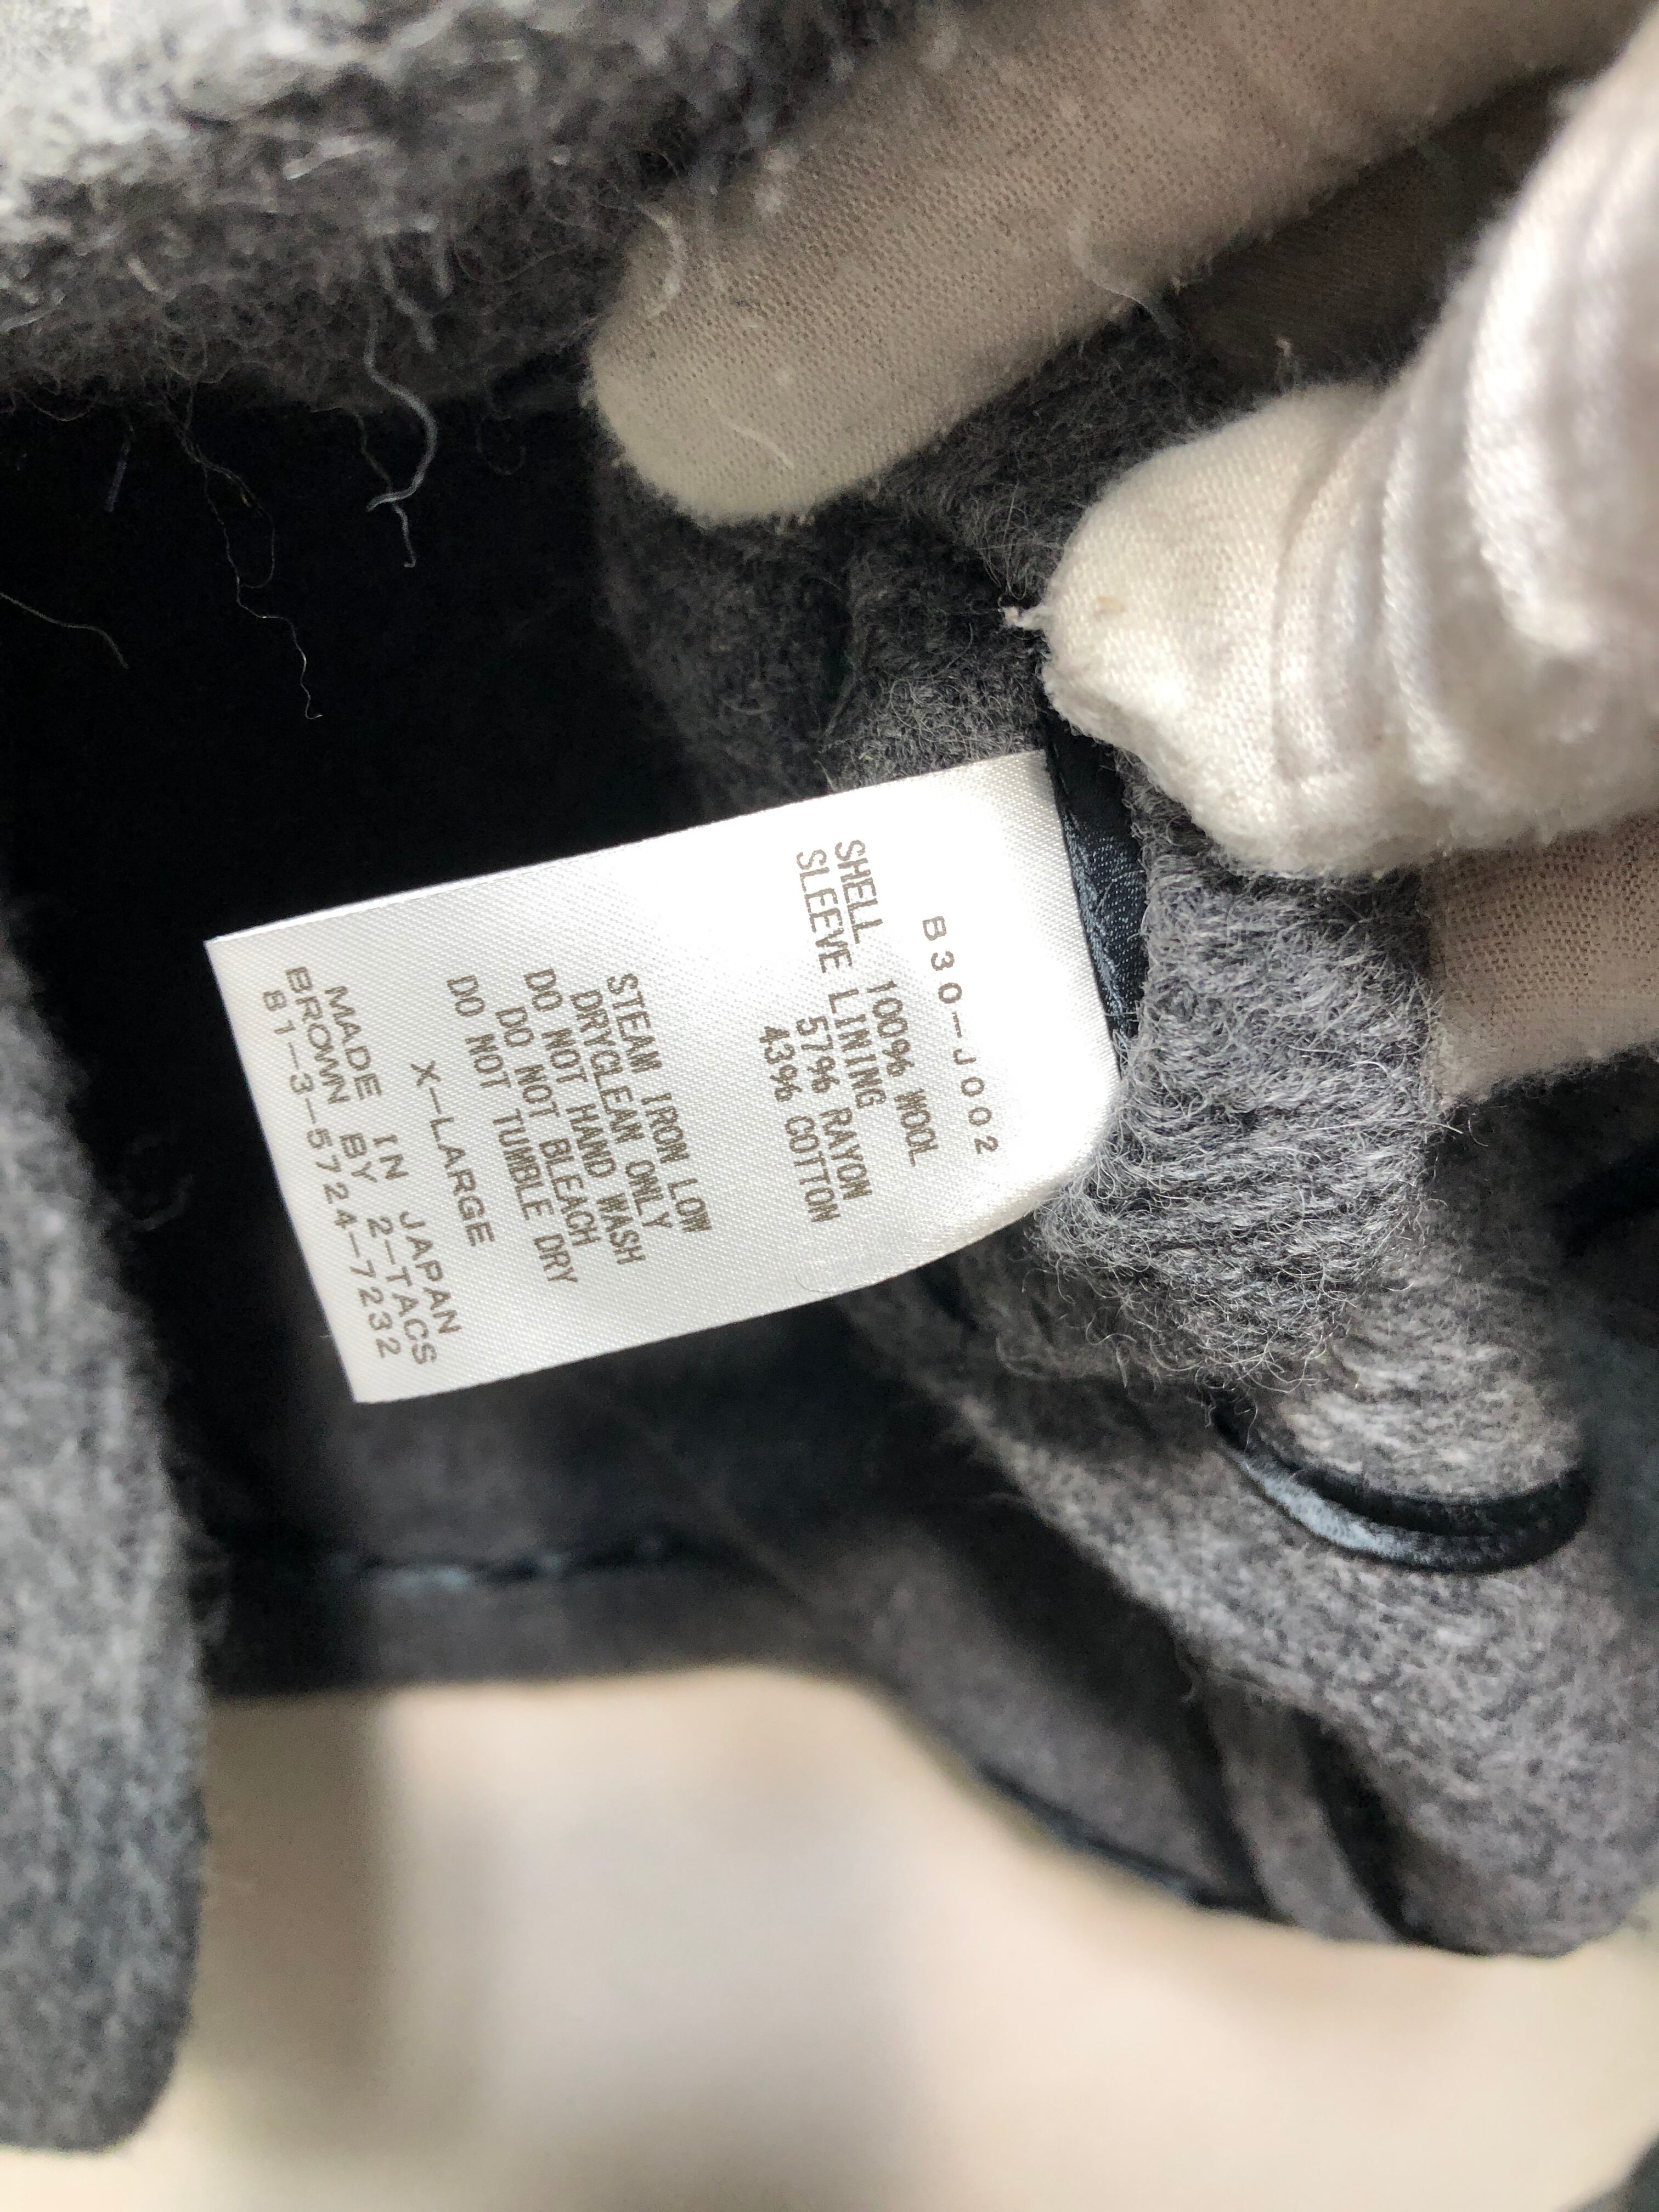 B30-J002
SHELL 100% WOOL
SLEEVE LINING
57% RAYON
43% COTTON
STEAM IRON LOW
DRYCLEAN ONLY
DO NOT HAND WASH
DO NOT BLEACH
DO NOT TUMBLE DRY
X-LARGE
MADE IN JAPAN
BROWN BY 2-TACS
81-3-5724-7232